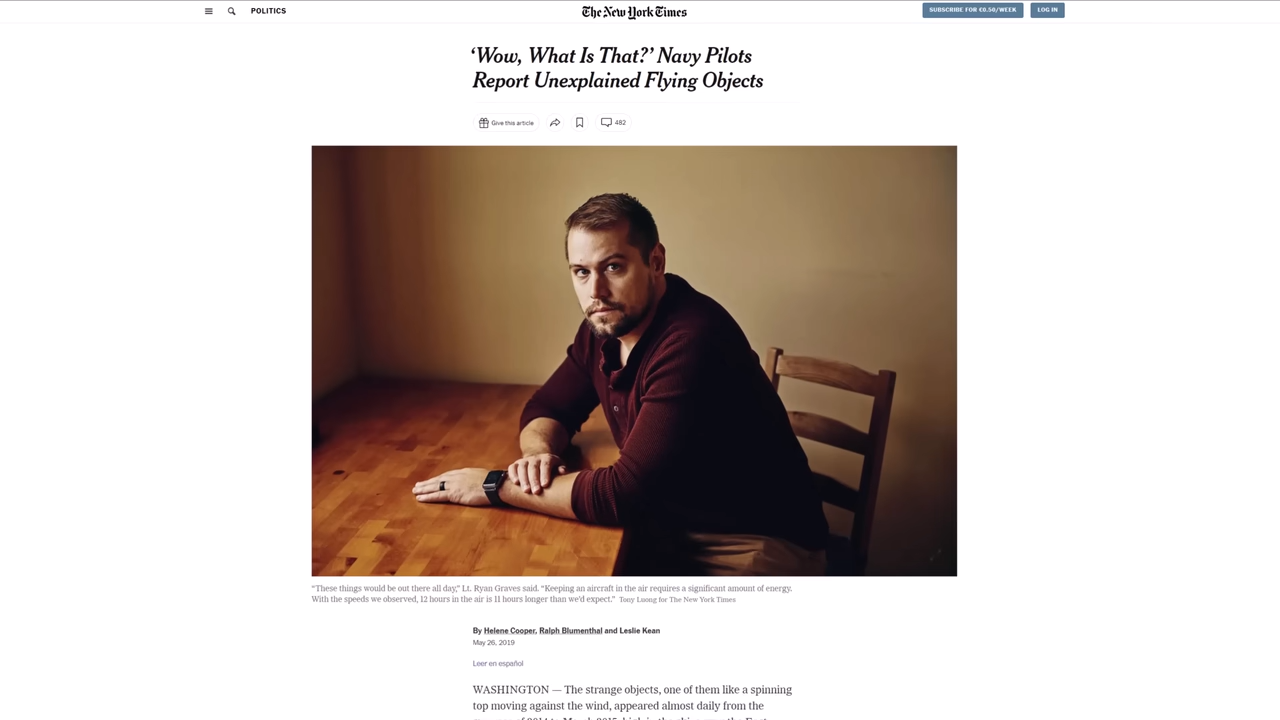 POLITICS
The New York Times
SUBSCRIBE FOR €0.50/WEEK
LOG IN
‘Wow, What Is That?’ Navy Pilots
Report Unexplained Flying Objects
Give this article
482
“These things would be out there all day,” Lt. Ryan Graves said. “Keeping an aircraft in the air requires a significant amount of energy.
With the speeds we observed, 12 hours in the air is 11 hours longer than we’d expect.” Tony Luong for The New York Times
By Helene Cooper, Ralph Blumenthal and Leslie Kean
May 26, 2019
Leer en español
WASHINGTON — The strange objects, one of them like a spinning
top moving against the wind, appeared almost daily from the